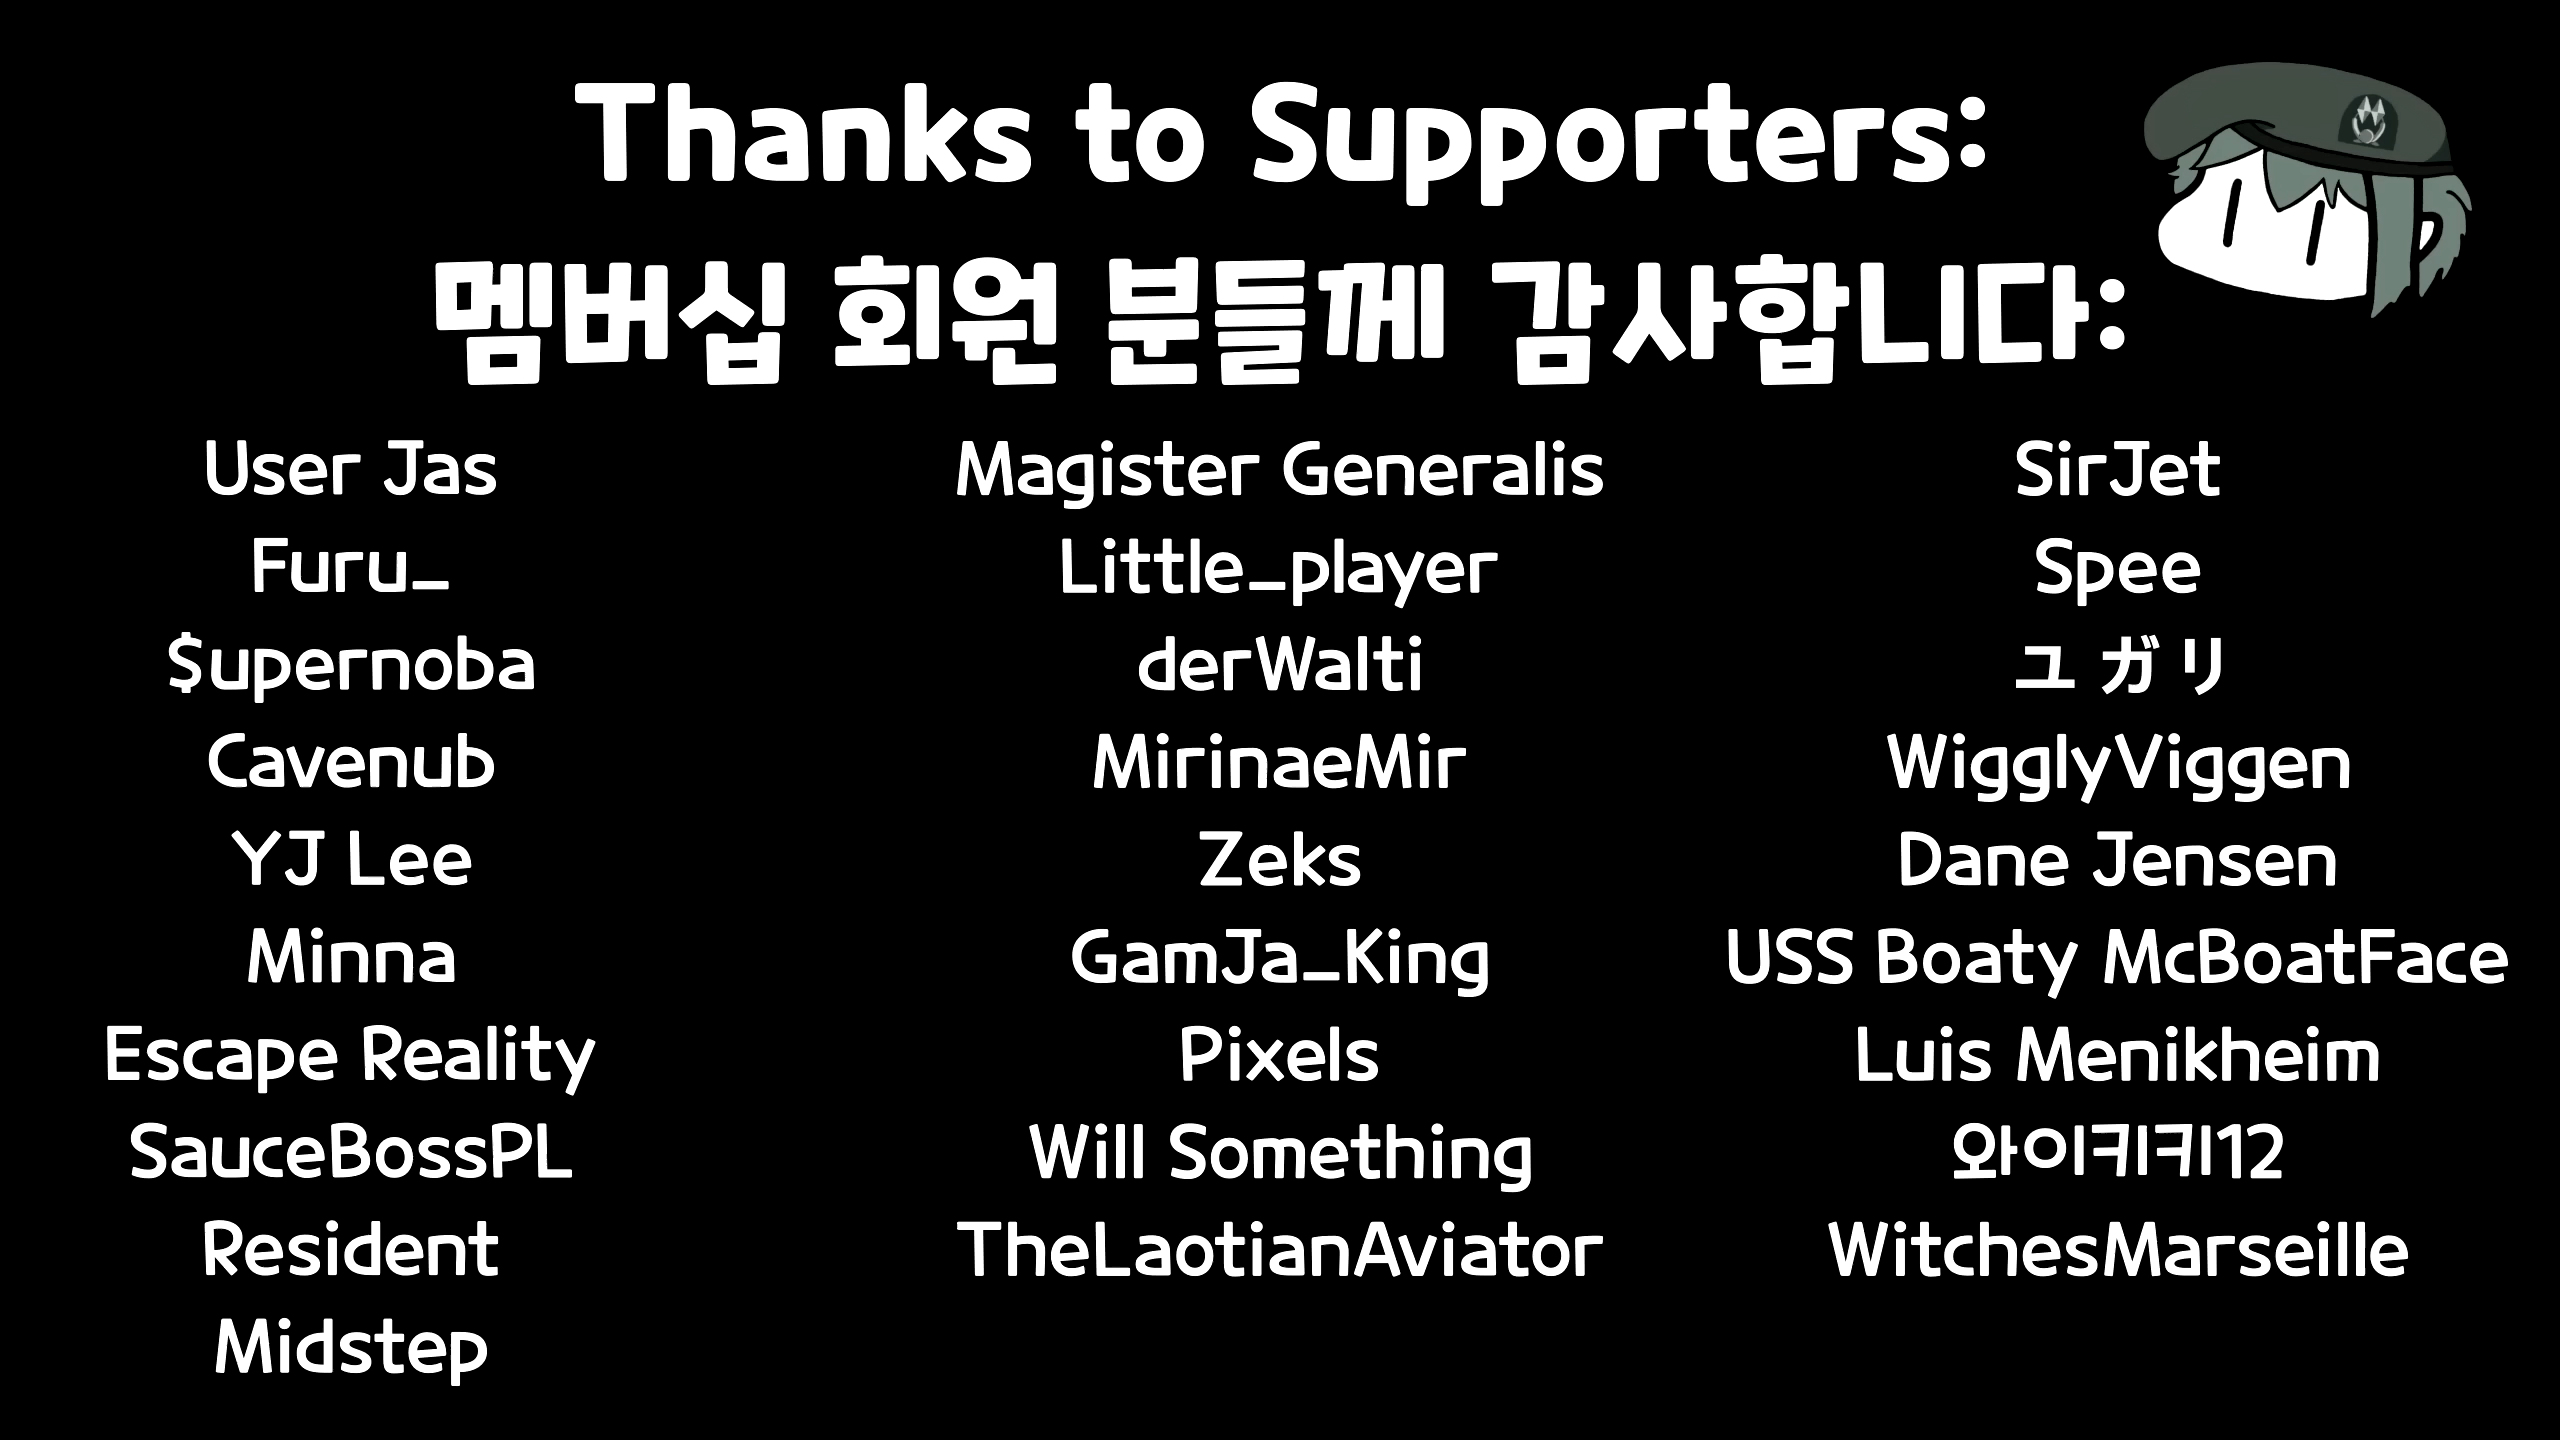 Thanks to Supporters:
멤버십 회원 분들께 감사합니다:
User Jas
Furu_
$upernoba
Cavenub
YJ Lee
Minna
Escape Reality
SauceBossPL
Resident
Midstep
Magister Generalis
Little_player
derWalti
MirinaeMir
Zeks
GamJa_King
Pixels
Will Something
TheLaotianAviator
SirJet
Spee
ユ ガ リ
WigglyViggen
Dane Jensen
USS Boaty McBoatFace
Luis Menikheim
와이키키12
WitchesMarseille